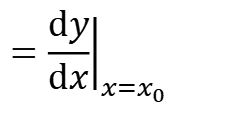 = dy/dx|x=x₀